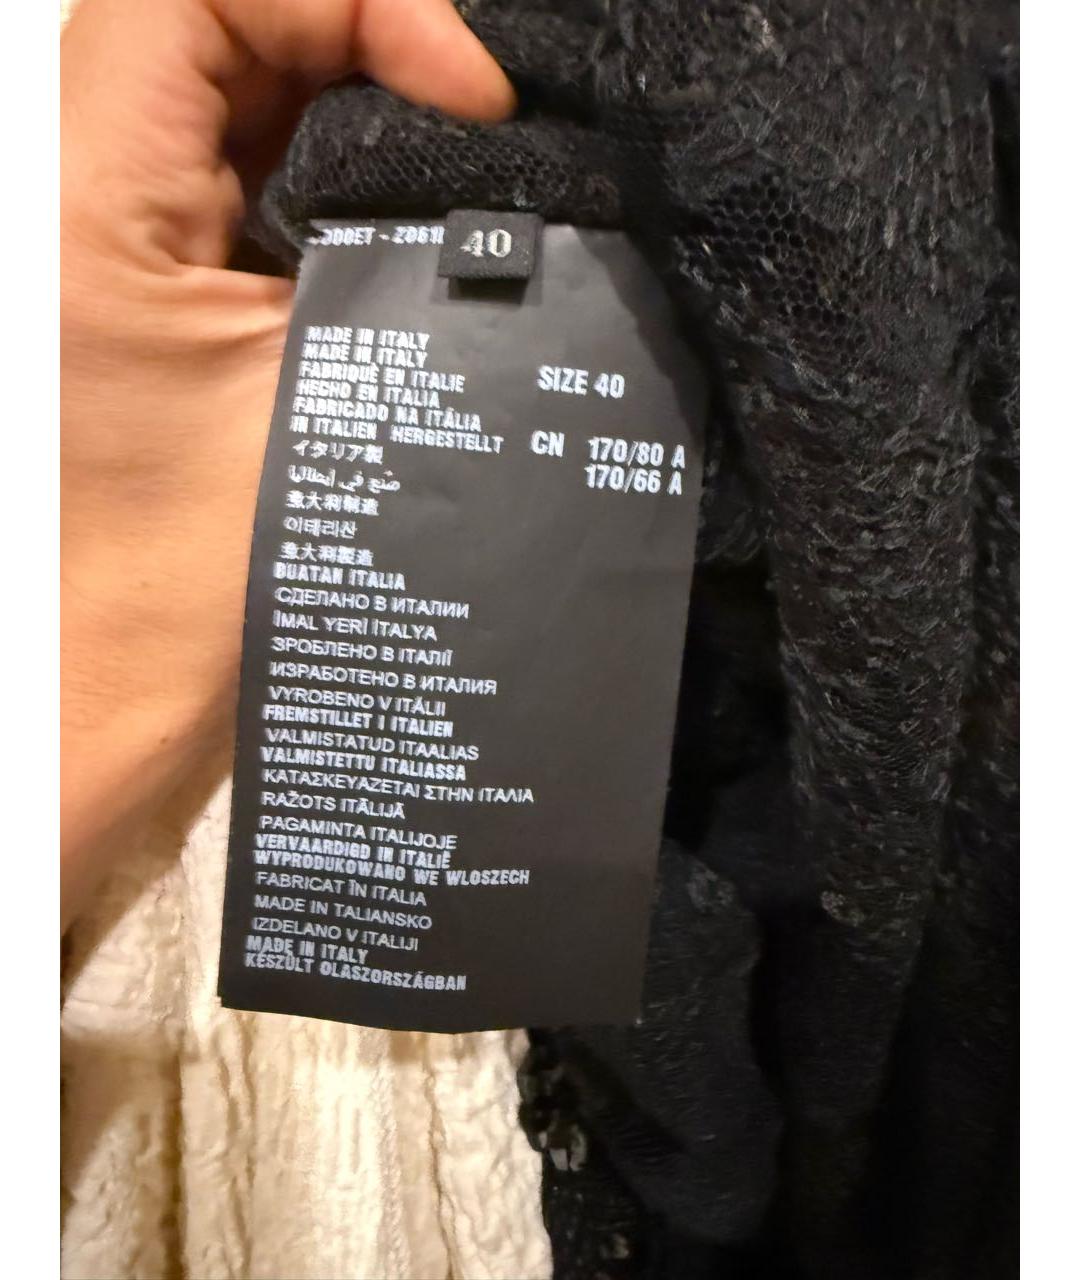 40
MADE IN ITALY
MADE IN ITALY
FABRIQUÉ EN ITALIE
HECHO EN ITALIA
FABRICADO NA ITÁLIA
IN ITALIEN HERGESTELLT
イタリア製
صنع في إيطاليا
意大利制造
이태리산
意大利製造
BUATAN ITALIA
СДЕЛАНО В ИТАЛИИ
İMAL YERİ İTALYA
ЗРОБЛЕНО В ІТАЛІЇ
ИЗРАБОТЕНО В ИТАЛИЯ
VYROBENO V ITÁLII
FREMSTILLET I ITALIEN
VALMISTATUD ITAALIAS
VALMISTETTU ITALIASSA
ΚΑΤΑΣΚΕΥΑΖΕΤΑΙ ΣΤΗΝ ΙΤΑΛΙΑ
RAŽOTS ITĀLIJĀ
PAGAMINTA ITALIJOJE
VERVAARDIGD IN ITALIË
WYPRODUKOWANO WE WLOSZECH
FABRICAT ÎN ITALIA
MADE IN TALIANSKO
IZDELANO V ITALIJI
MADE IN ITALY
KÉSZÜLT OLASZORSZÁGBAN
SIZE 40
CN 170/80 A
170/66 A